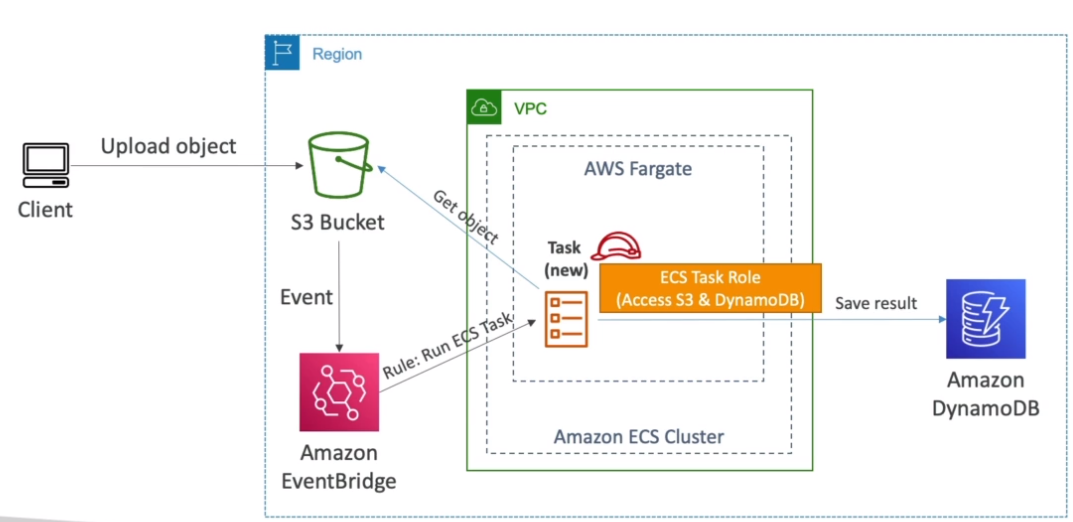 Region
VPC
Upload object
AWS Fargate
Client
S3 Bucket
Get object
Task
(new)
ECS Task Role
(Access S3 & DynamoDB)
Save result
Event
Rule: Run ECS Task
Amazon
DynamoDB
Amazon ECS Cluster
Amazon
EventBridge